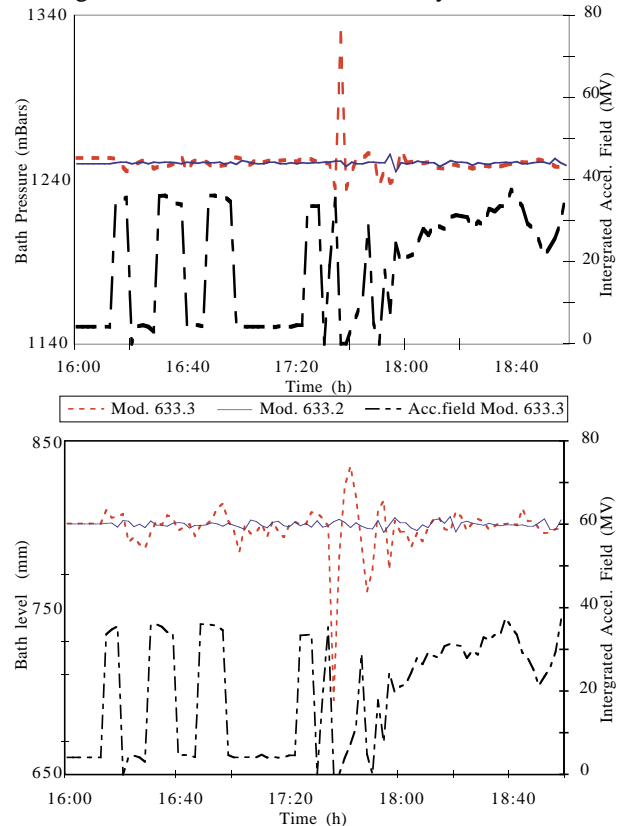 1340
80
1240
1140
60
40
20
0
Bath Pressure (mBars)
Intergrated Accel. Field (MV)
16:00 16:40 17:20 18:00 18:40
Time (h)
Mod. 633.3 Mod. 633.2 Acc.field Mod. 633.3
850
750
650
80
60
40
20
0
Bath level (mm)
Intergrated Accel. Field (MV)
16:00 16:40 17:20 18:00 18:40
Time (h)